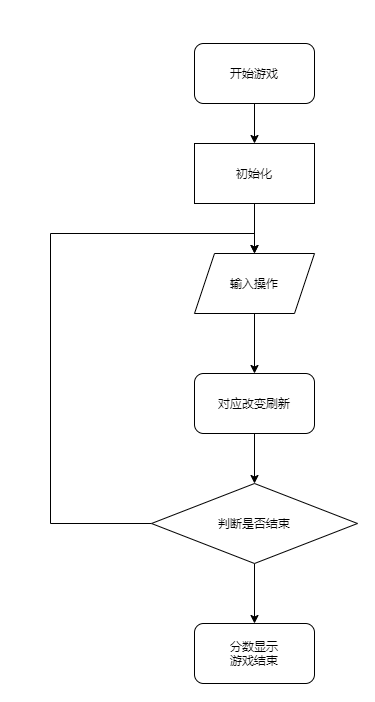 开始游戏
初始化
输入操作
对应改变刷新
判断是否结束
分数显示
游戏结束